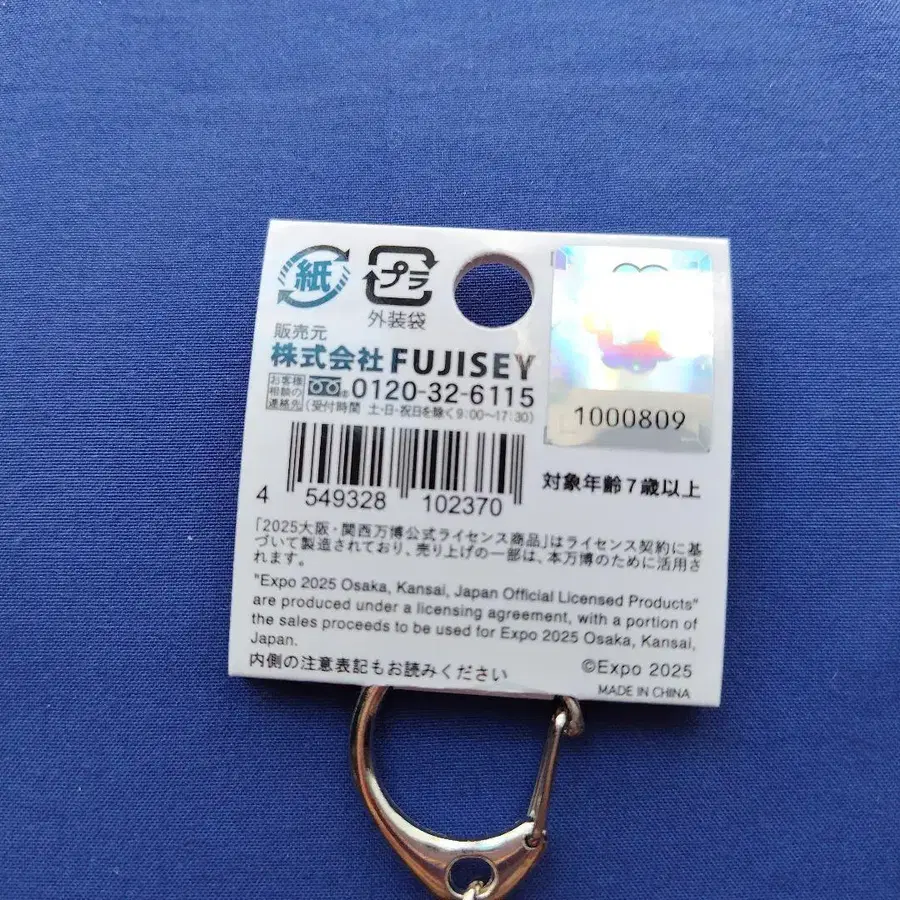 紙
プラ
外装袋
販売元
株式会社FUJISEY
お客様
相談の
連絡先
0120-32-6115
(受付時間 土・日・祝日を除く9:00〜17:30)
1000809
4 549328 102370
対象年齢7歳以上
「2025大阪・関西万博公式ライセンス商品」はライセンス契約に基
づいて製造されており、売り上げの一部は、本万博のために活用さ
れます。
"Expo 2025 Osaka, Kansai, Japan Official Licensed Products"
are produced under a licensing agreement, with a portion of
the sales proceeds to be used for Expo 2025 Osaka, Kansai,
Japan.
内側の注意表記もお読みください
©Expo 2025
MADE IN CHINA